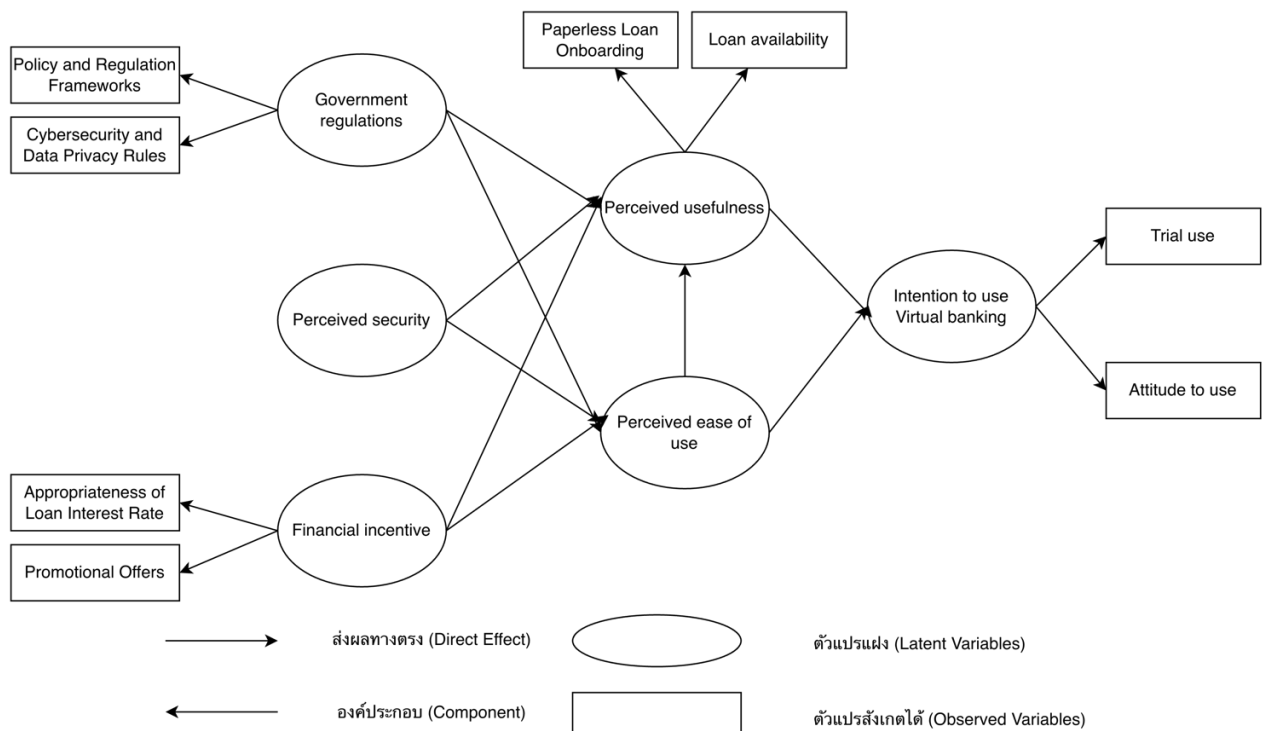 Paperless Loan
Onboarding
Loan availability
Policy and Regulation
Frameworks
Government
regulations
Cybersecurity and
Data Privacy Rules
Perceived usefulness
Trial use
Perceived security
Intention to use
Virtual banking
Attitude to use
Perceived ease of
use
Appropriateness of
Loan Interest Rate
Financial incentive
Promotional Offers
ส่งผลทางตรง (Direct Effect)
ตัวแปรแฝง (Latent Variables)
องค์ประกอบ (Component)
ตัวแปรสังเกตได้ (Observed Variables)